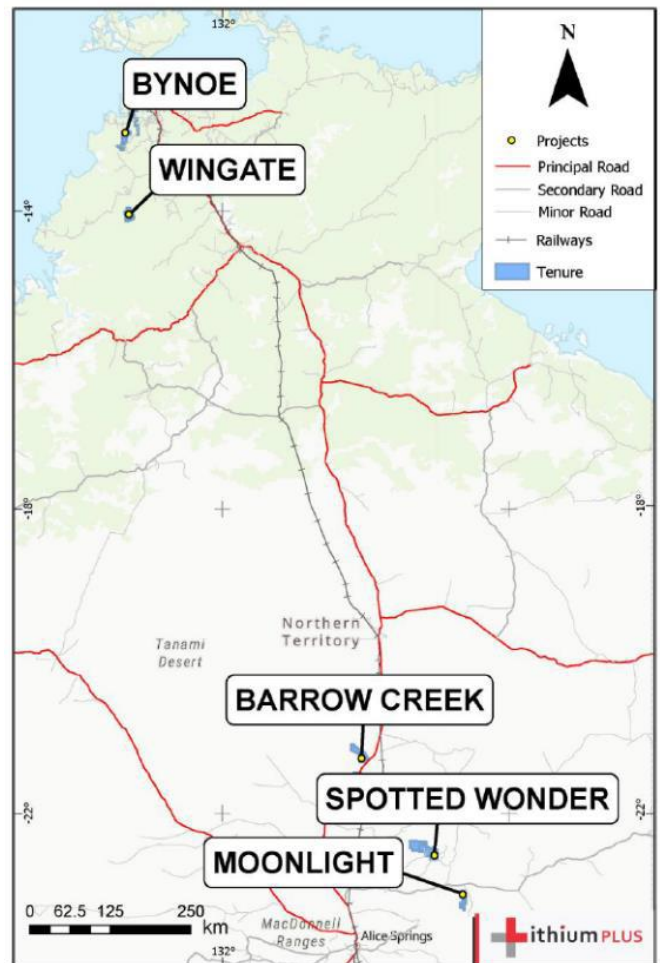 132°
N
BYNOE
WINGATE
Projects
Principal Road
Secondary Road
Minor Road
Railways
Tenure
-14°
-18°
-18°
Northern
Territory
Tanami
Desert
BARROW CREEK
SPOTTED WONDER
-22°
-22°
MOONLIGHT
0 62.5 125 250
km
MacDonnell
Ranges
Alice Springs
132°
Lithium PLUS